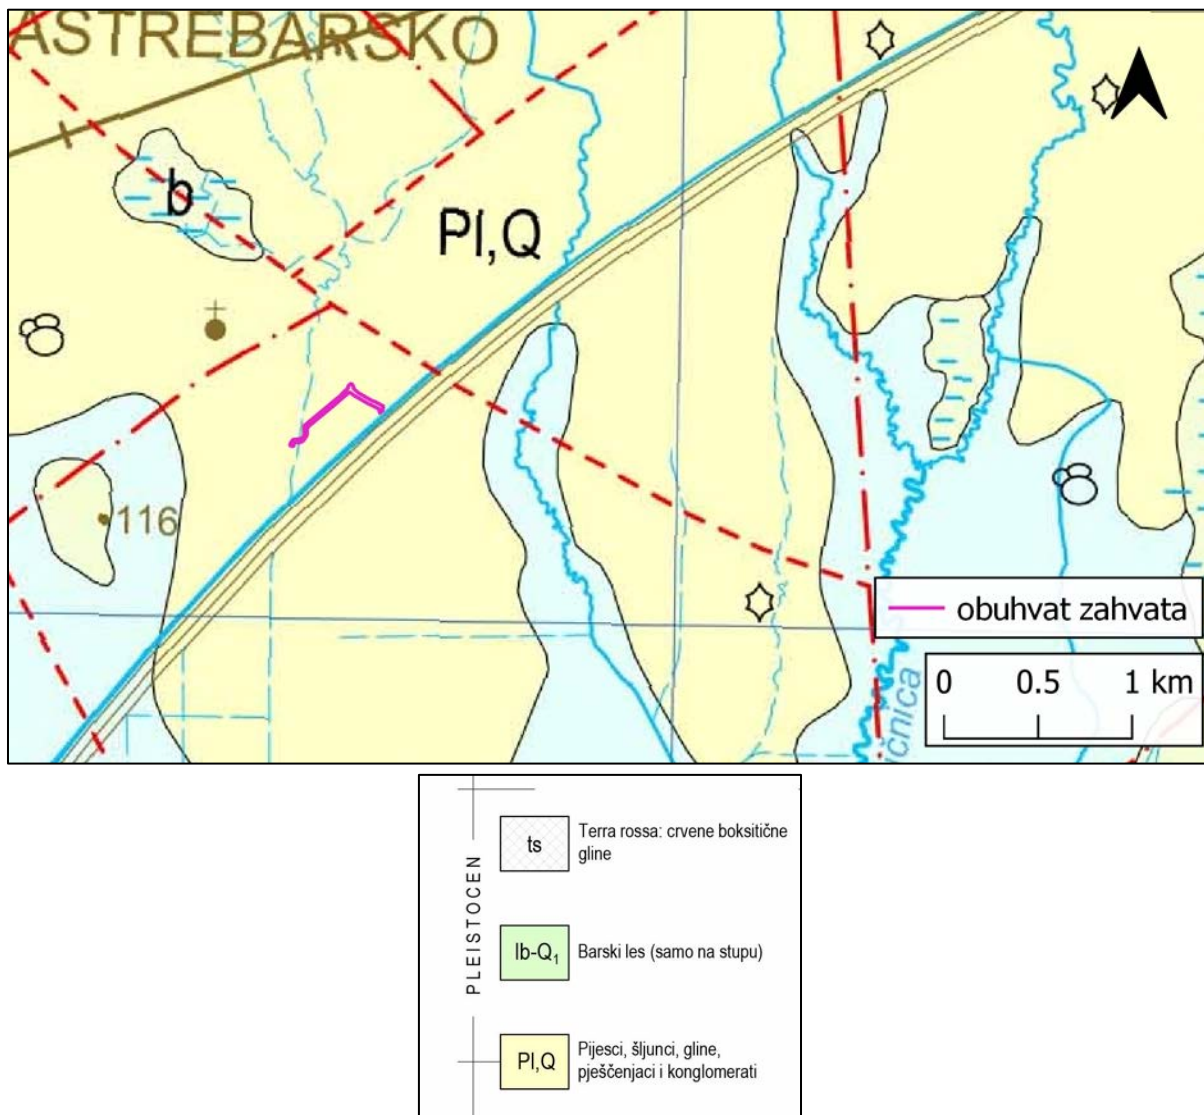 ASTREBARSKO
b
Pl,Q
116
obuhvat zahvata
0 0.5 1 km
čnica
PLEISTOCEN
ts
Terra rossa: crvene boksitične
gline
lb-Q₁
Barski les (samo na stupu)
Pl,Q
Pijesci, šljunci, gline,
pješčenjaci i konglomerati